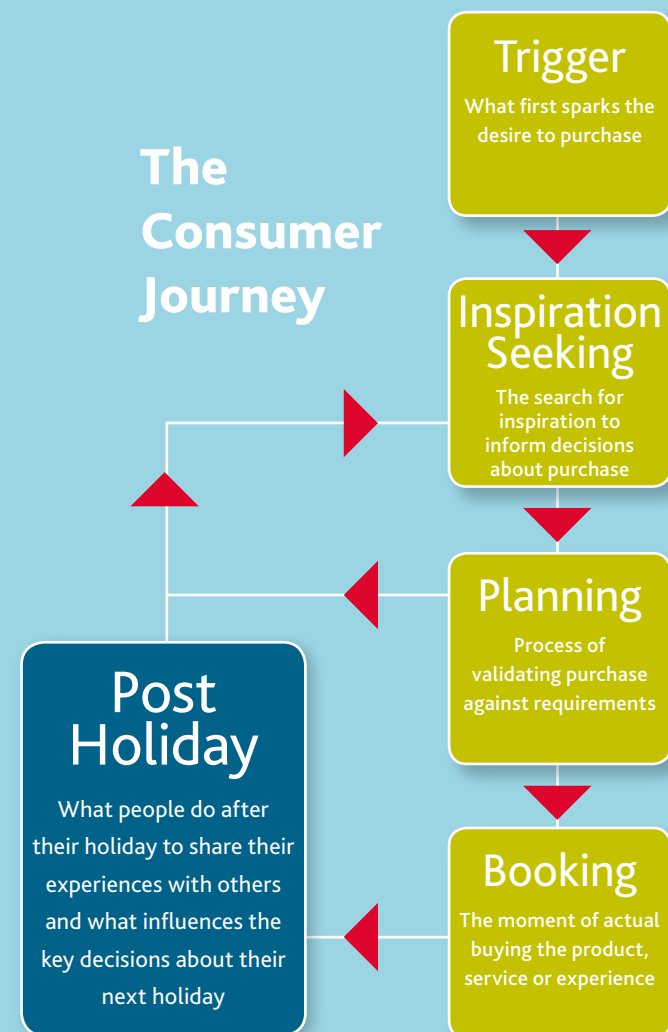 The
Consumer
Journey
Trigger
What first sparks the
desire to purchase
Inspiration
Seeking
The search for
inspiration to
inform decisions
about purchase
Planning
Process of
validating purchase
against requirements
Booking
The moment of actual
buying the product,
service or experience
Post
Holiday
What people do after
their holiday to share their
experiences with others
and what influences the
key decisions about their
next holiday